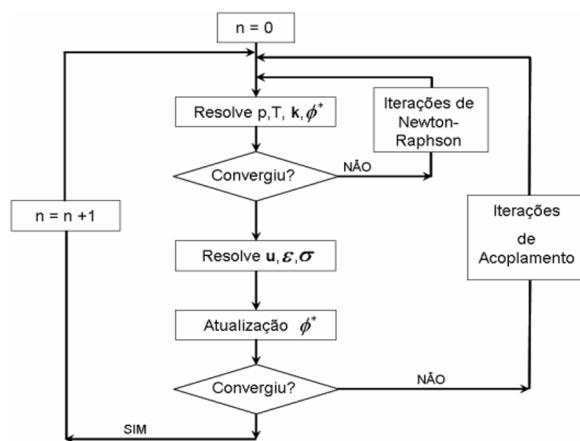 n = 0
Resolve p,T, k,ϕ*
Iterações de
Newton-
Raphson
Convergiu?
NÃO
n = n +1
Iterações
de
Acoplamento
Resolve u,ε,σ
Atualização ϕ*
Convergiu?
NÃO
SIM